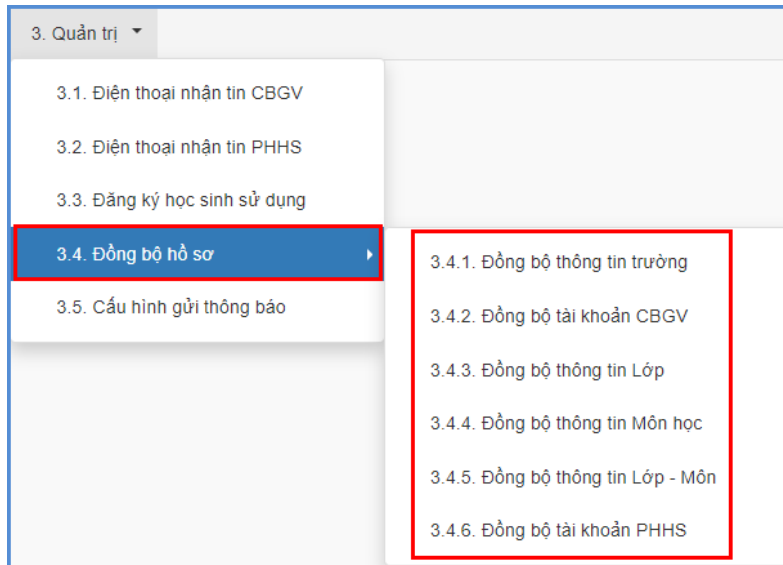 3. Quản trị
3.1. Điện thoại nhận tin CBGV
3.2. Điện thoại nhận tin PHHS
3.3. Đăng ký học sinh sử dụng
3.4. Đồng bộ hồ sơ
3.5. Cấu hình gửi thông báo
3.4.1. Đồng bộ thông tin trường
3.4.2. Đồng bộ tài khoản CBGV
3.4.3. Đồng bộ thông tin Lớp
3.4.4. Đồng bộ thông tin Môn học
3.4.5. Đồng bộ thông tin Lớp - Môn
3.4.6. Đồng bộ tài khoản PHHS